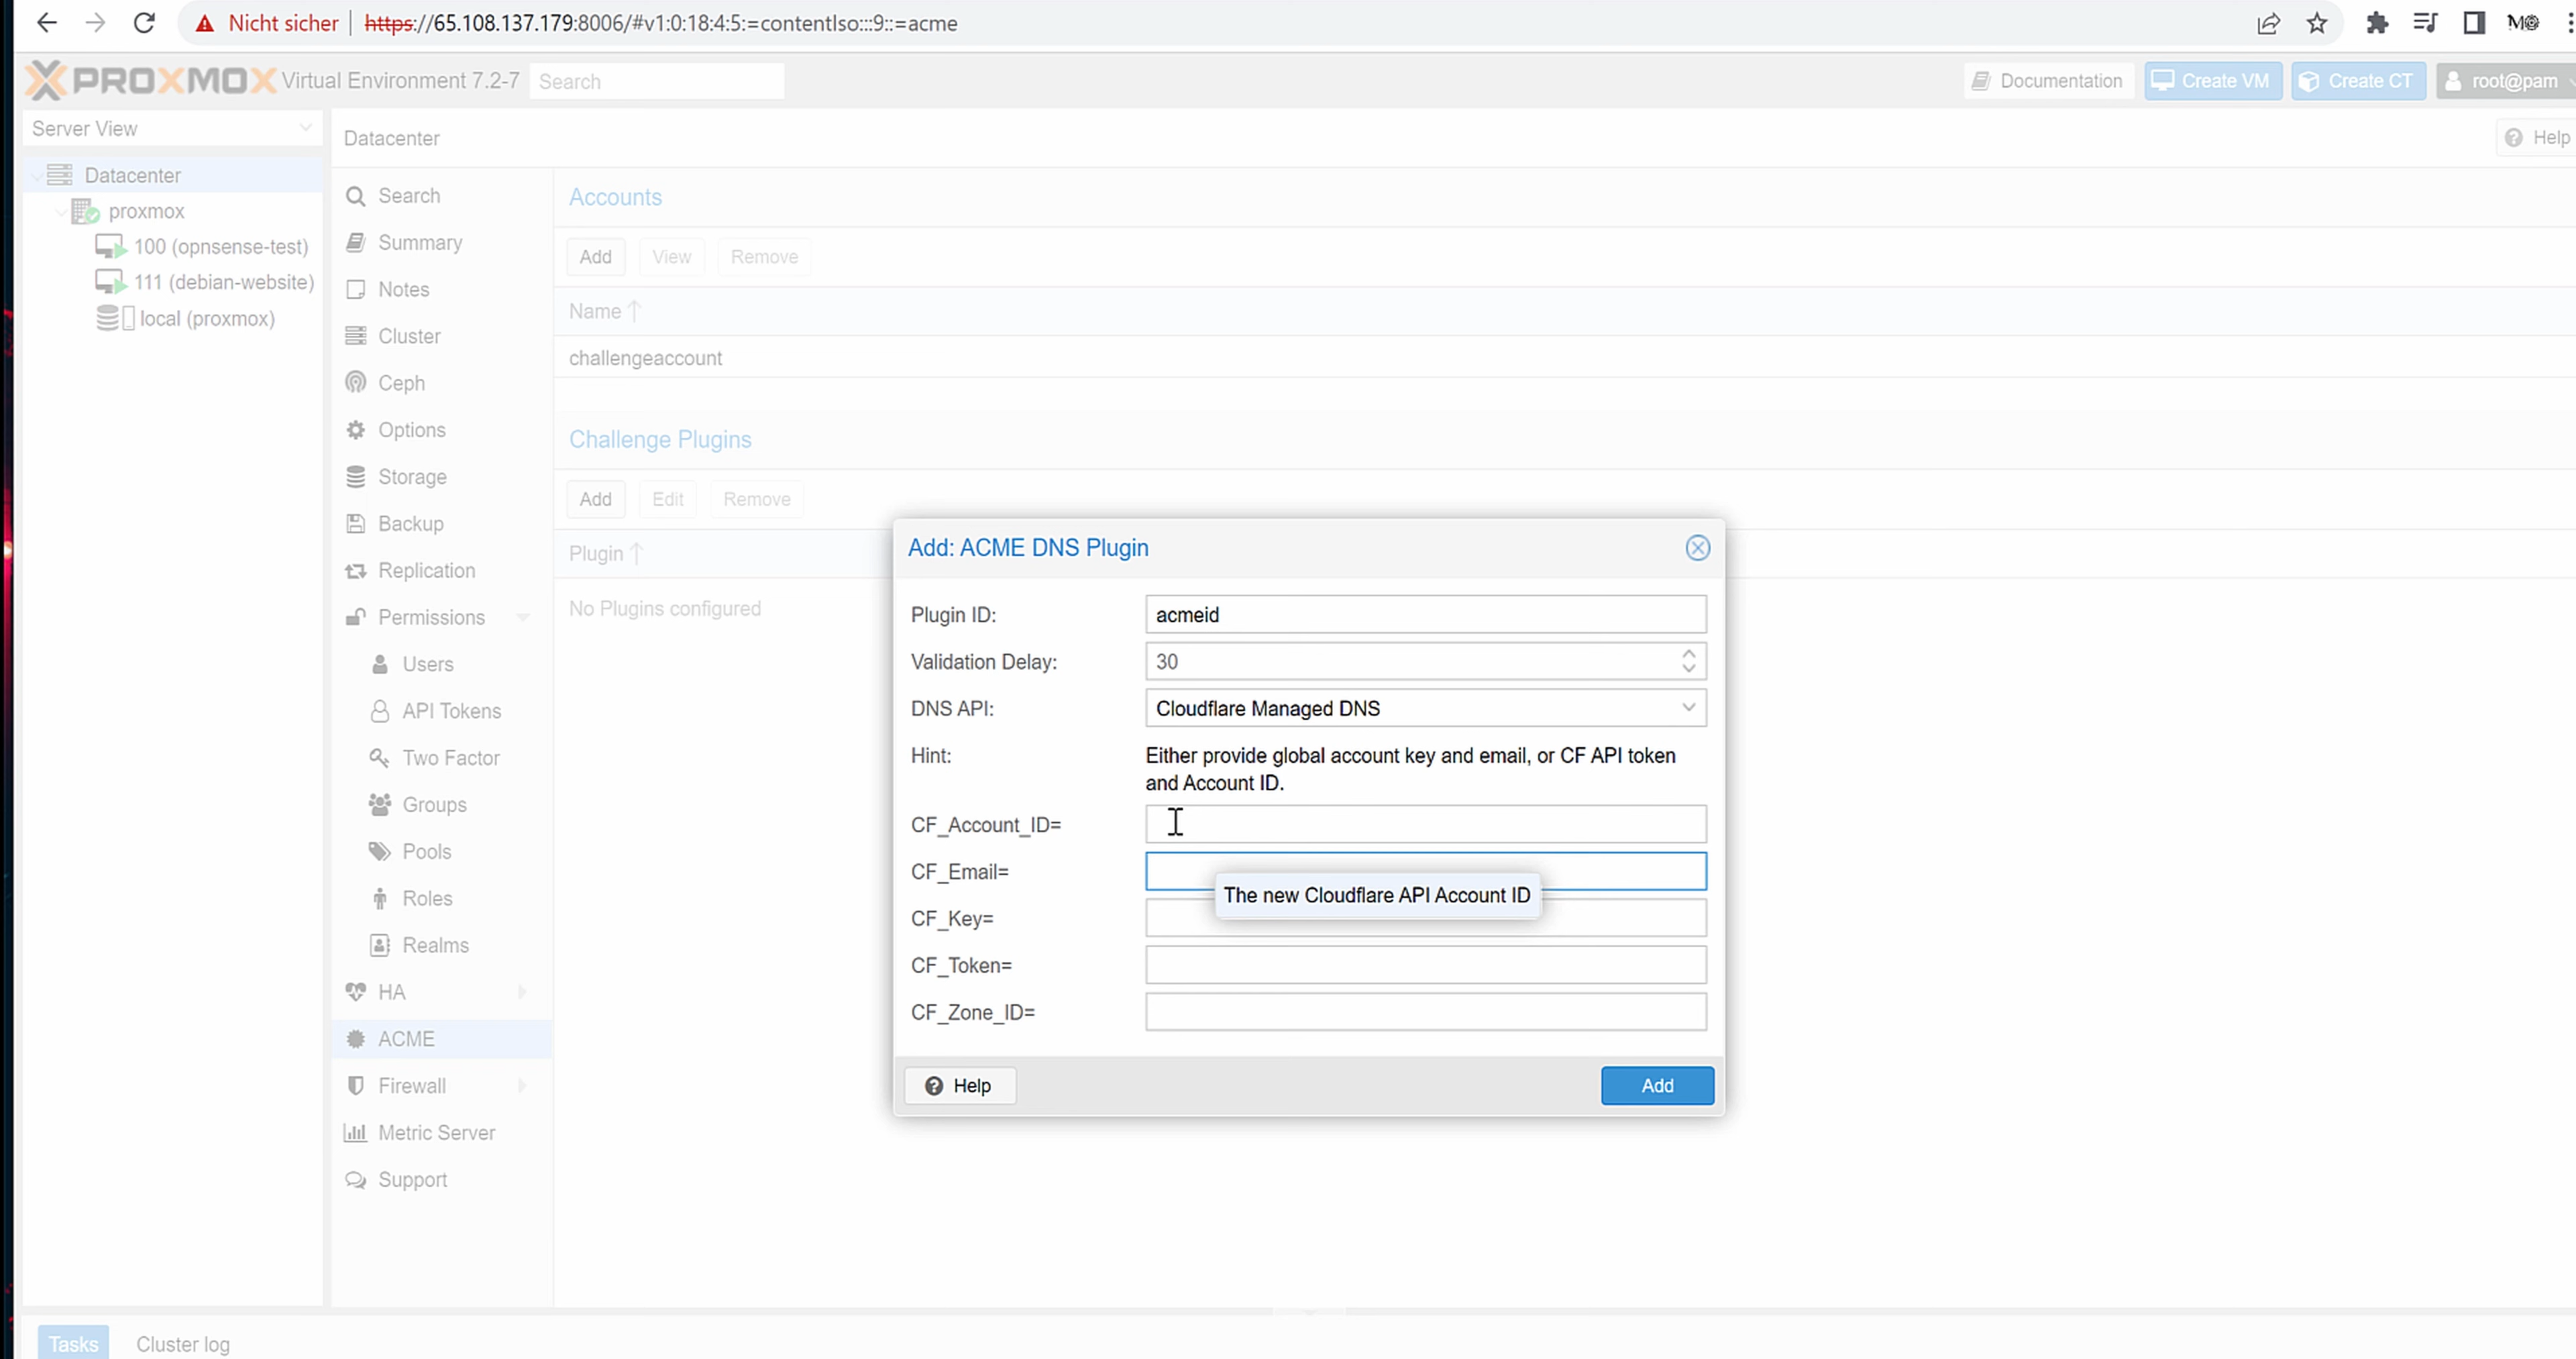 Nicht sicher | https://65.108.137.179:8006/#v1:0:18:4:5:=contentIso:::9::=acme
PROXMOX Virtual Environment 7.2-7
Search
Documentation
Create VM
Create CT
root@pam
Server View
Datacenter
proxmox
100 (opnsense-test)
111 (debian-website)
local (proxmox)
Datacenter
Help
Search
Summary
Notes
Cluster
Ceph
Options
Storage
Backup
Replication
Permissions
Users
API Tokens
Two Factor
Groups
Pools
Roles
Realms
HA
ACME
Firewall
Metric Server
Support
Accounts
Add View Remove
Name
challengeaccount
Challenge Plugins
Add Edit Remove
Plugin
No Plugins configured
Add: ACME DNS Plugin
Plugin ID: acmeid
Validation Delay: 30
DNS API: Cloudflare Managed DNS
Hint: Either provide global account key and email, or CF API token
and Account ID.
CF_Account_ID=
CF_Email=
The new Cloudflare API Account ID
CF_Key=
CF_Token=
CF_Zone_ID=
Help
Add
Tasks
Cluster log